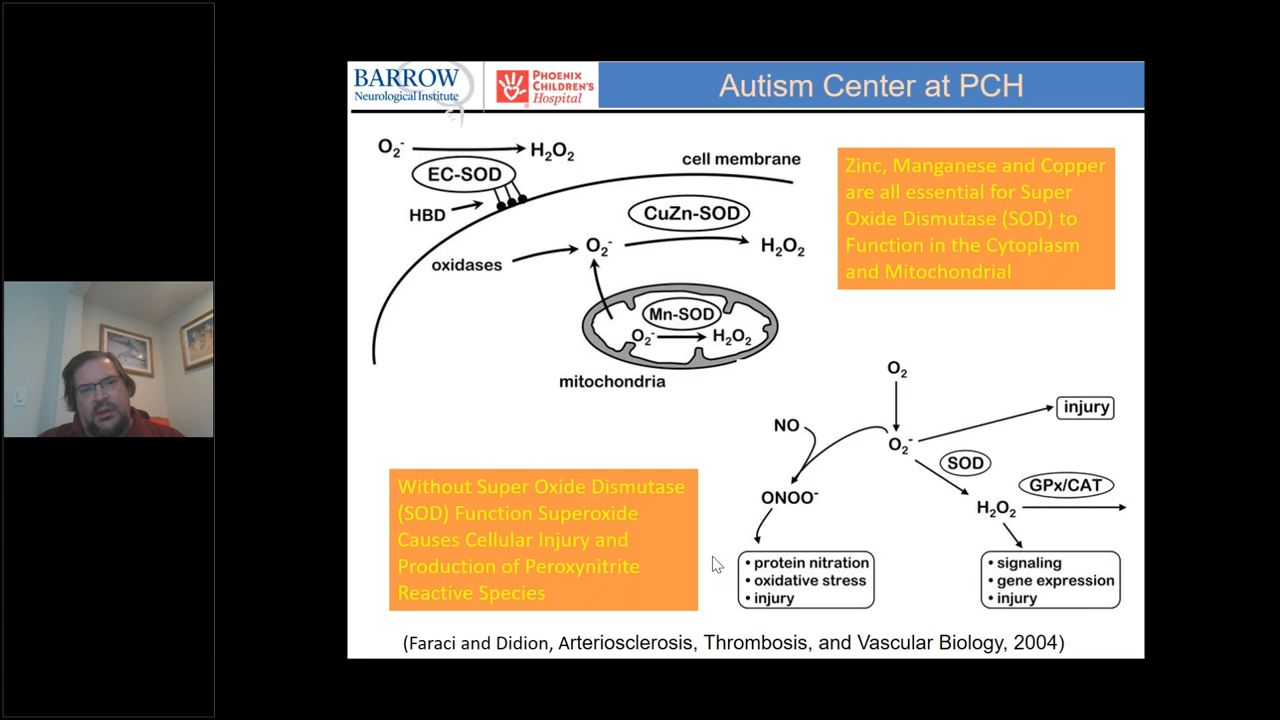 BARROW
Neurological Institute
PHOENIX
CHILDREN'S
Hospital
Autism Center at PCH
O₂⁻
H₂O₂
EC-SOD
HBD
cell membrane
CuZn-SOD
oxidases
O₂⁻
H₂O₂
Mn-SOD
O₂⁻
H₂O₂
mitochondria
Zinc, Manganese and Copper
are all essential for Super
Oxide Dismutase (SOD) to
Function in the Cytoplasm
and Mitochondrial
O₂
injury
NO
O₂⁻
SOD
GPx/CAT
ONOO⁻
H₂O₂
• protein nitration
• oxidative stress
• injury
• signaling
• gene expression
• injury
Without Super Oxide Dismutase
(SOD) Function Superoxide
Causes Cellular Injury and
Production of Peroxynitrite
Reactive Species
(Faraci and Didion, Arteriosclerosis, Thrombosis, and Vascular Biology, 2004)